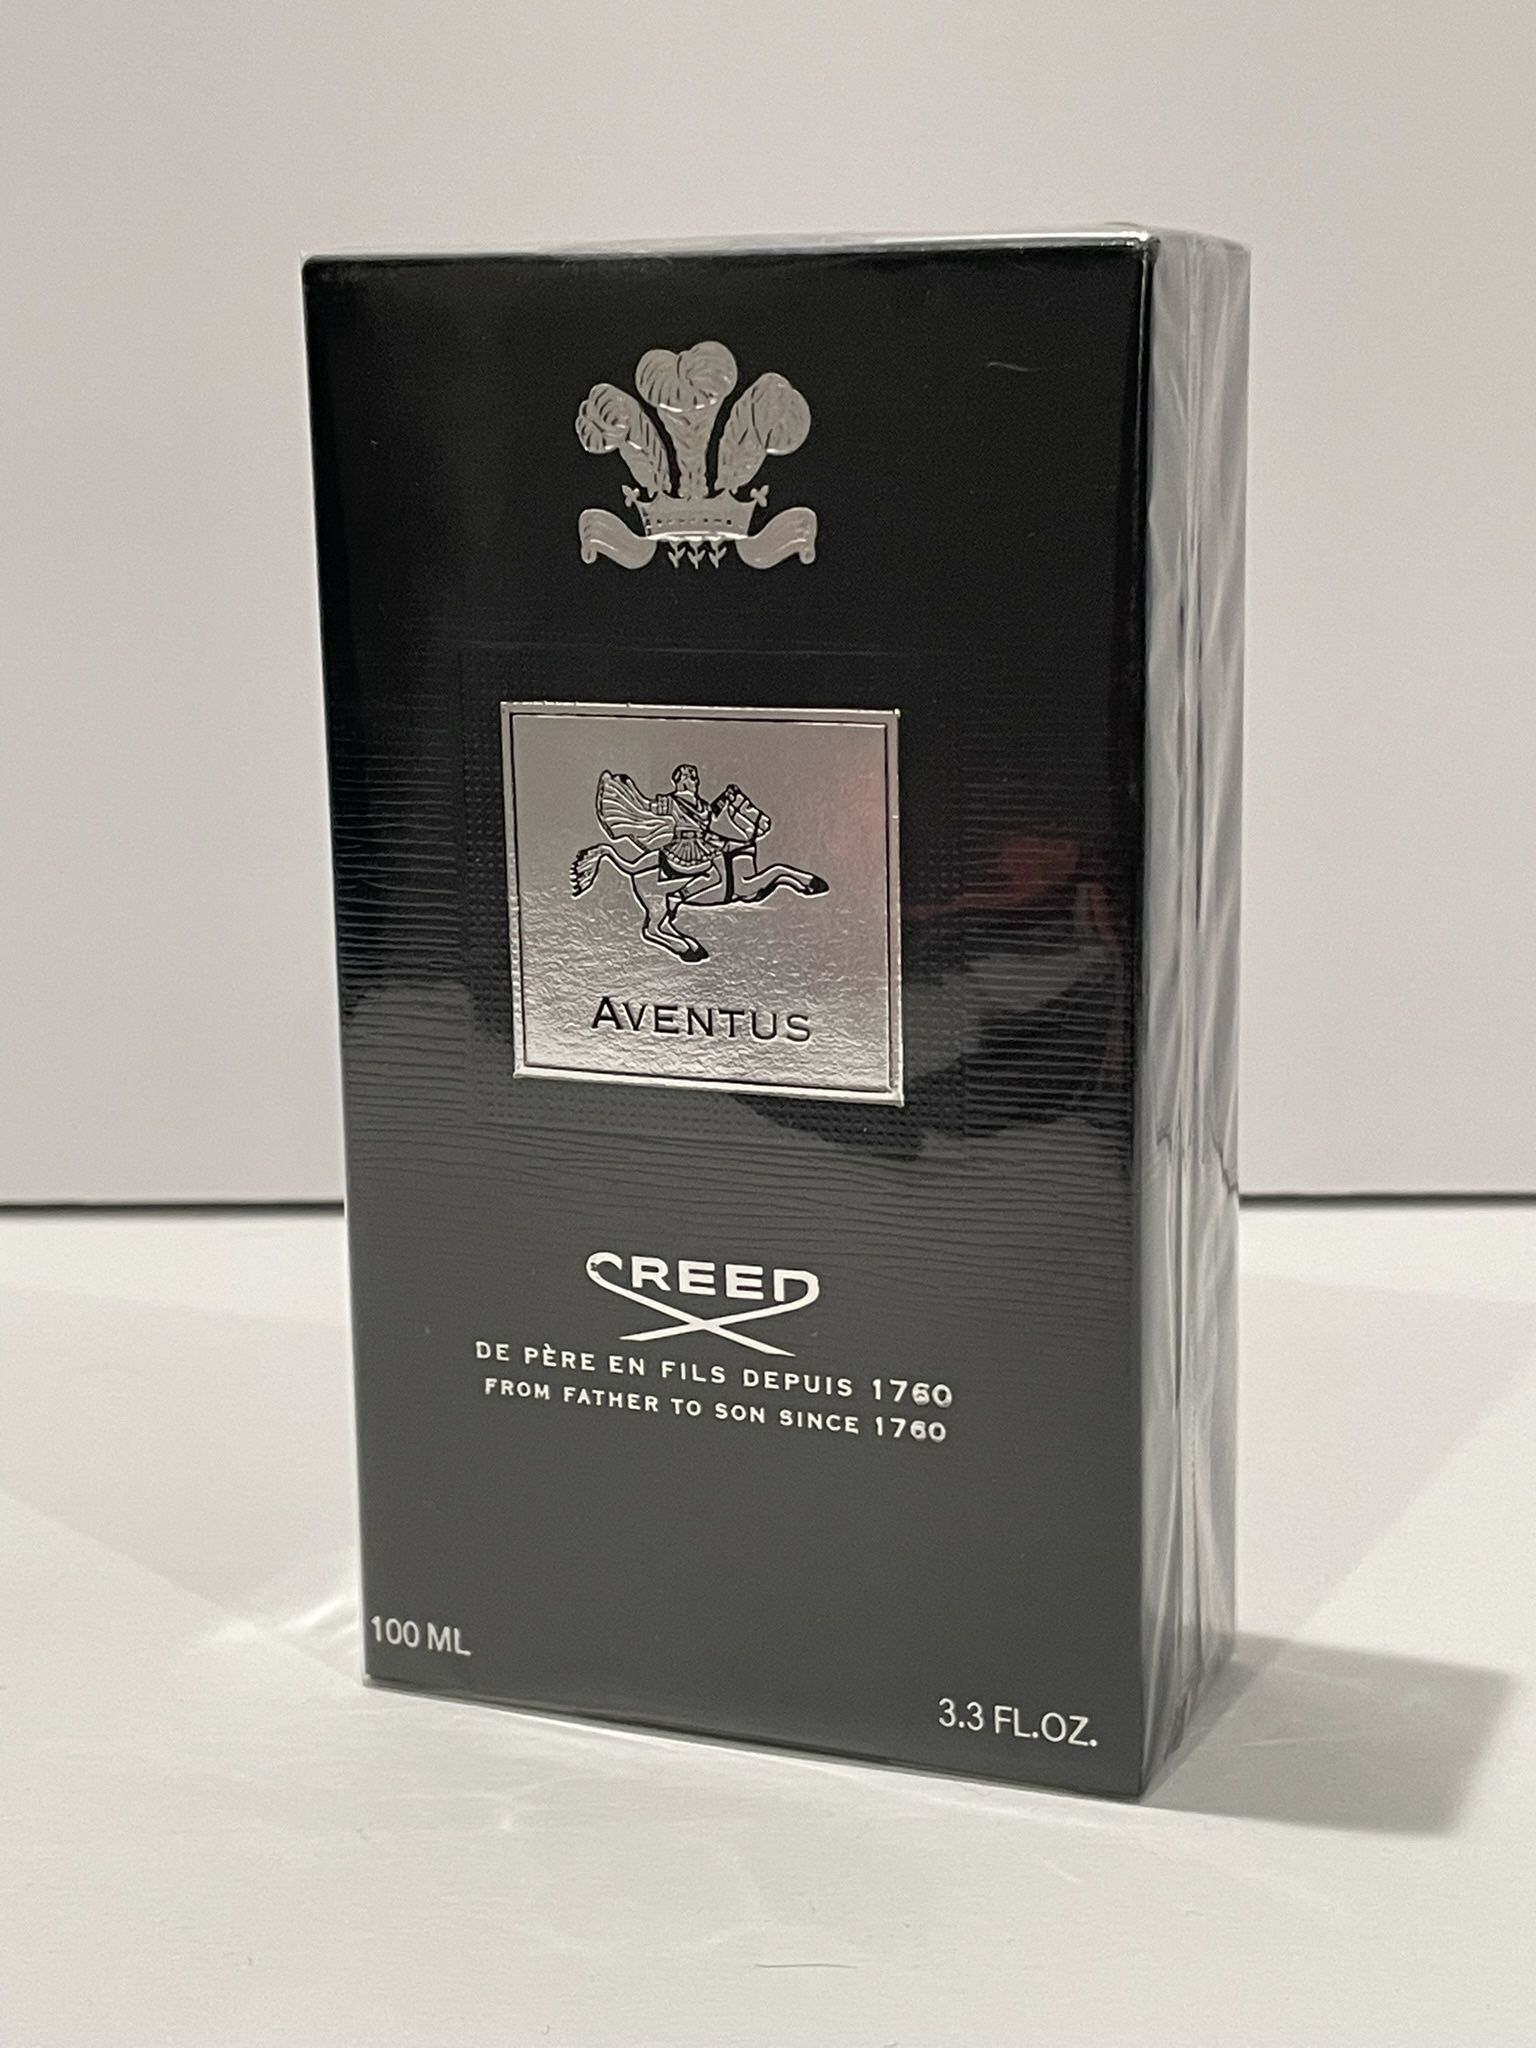 AVENTUS
CREED
DE PÈRE EN FILS DEPUIS 1760
FROM FATHER TO SON SINCE 1760
100 ML
3.3 FL.OZ.